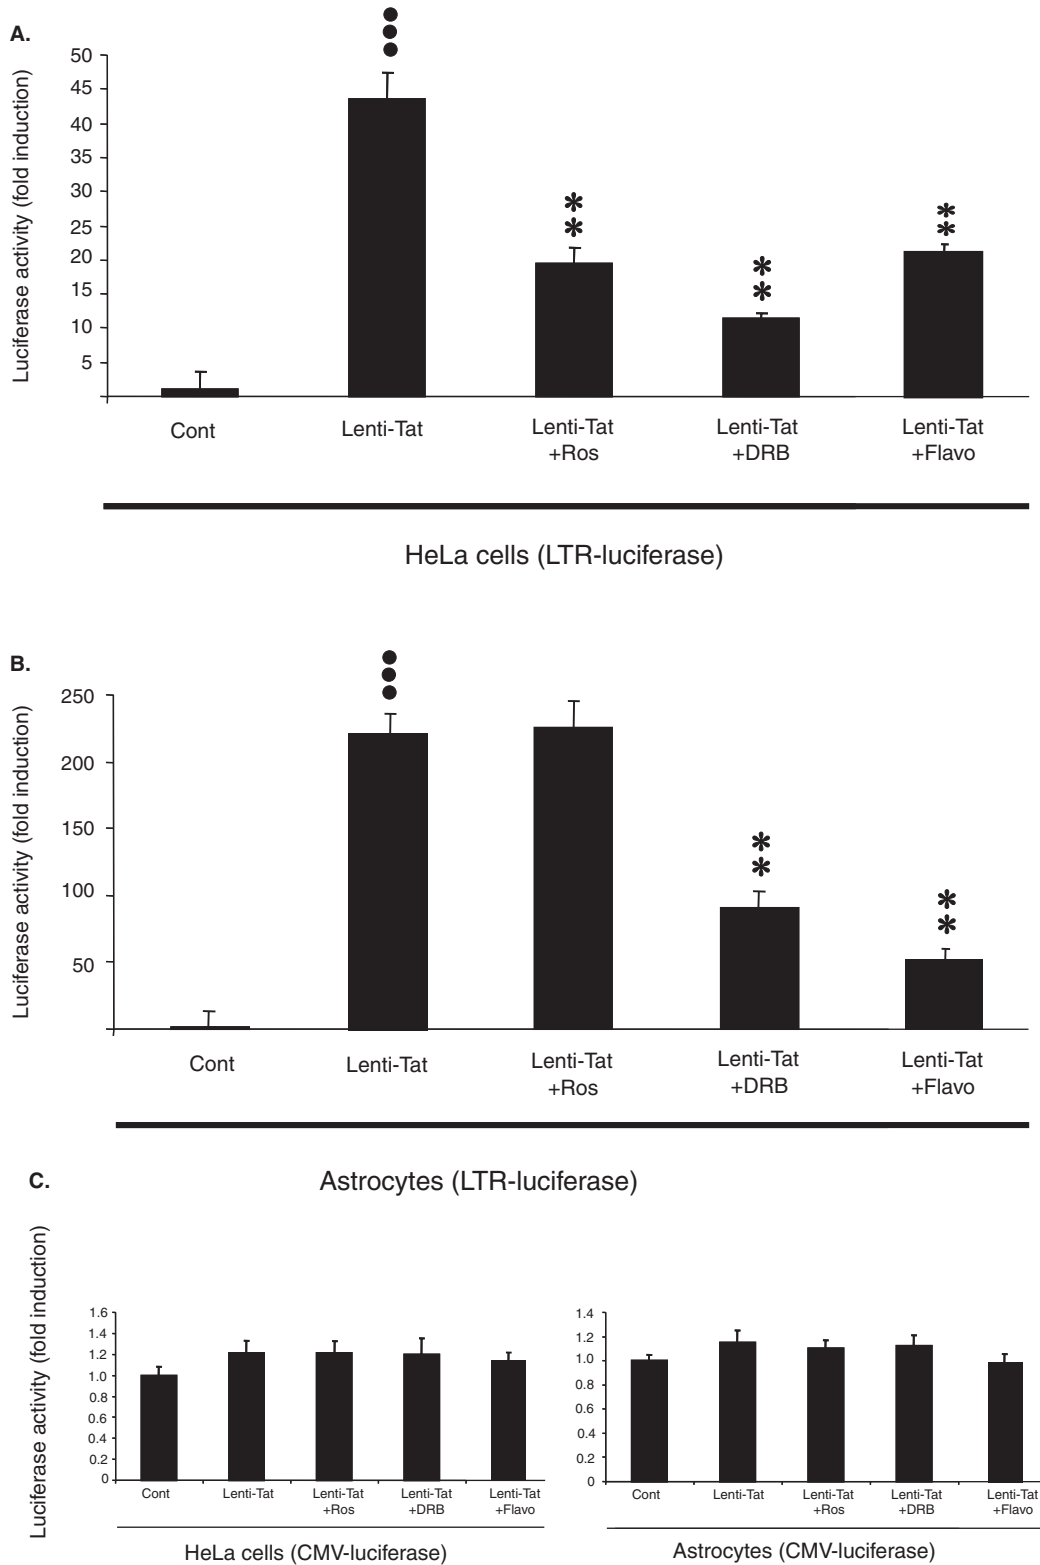 A.
Luciferase activity (fold induction)
50
45
40
35
30
25
20
15
10
5
●●●
**
**
**
Cont
Lenti-Tat
Lenti-Tat
+Ros
Lenti-Tat
+DRB
Lenti-Tat
+Flavo
HeLa cells (LTR-luciferase)
B.
Luciferase activity (fold induction)
250
200
150
100
50
●●●
**
**
Cont
Lenti-Tat
Lenti-Tat
+Ros
Lenti-Tat
+DRB
Lenti-Tat
+Flavo
Astrocytes (LTR-luciferase)
C.
Luciferase activity (fold induction)
1.6
1.4
1.2
1.0
0.8
0.6
0.4
0.2
0
Cont
Lenti-Tat
Lenti-Tat
+Ros
Lenti-Tat
+DRB
Lenti-Tat
+Flavo
HeLa cells (CMV-luciferase)
1.4
1.2
1.0
0.8
0.6
0.4
0.2
0
Cont
Lenti-Tat
Lenti-Tat
+Ros
Lenti-Tat
+DRB
Lenti-Tat
+Flavo
Astrocytes (CMV-luciferase)